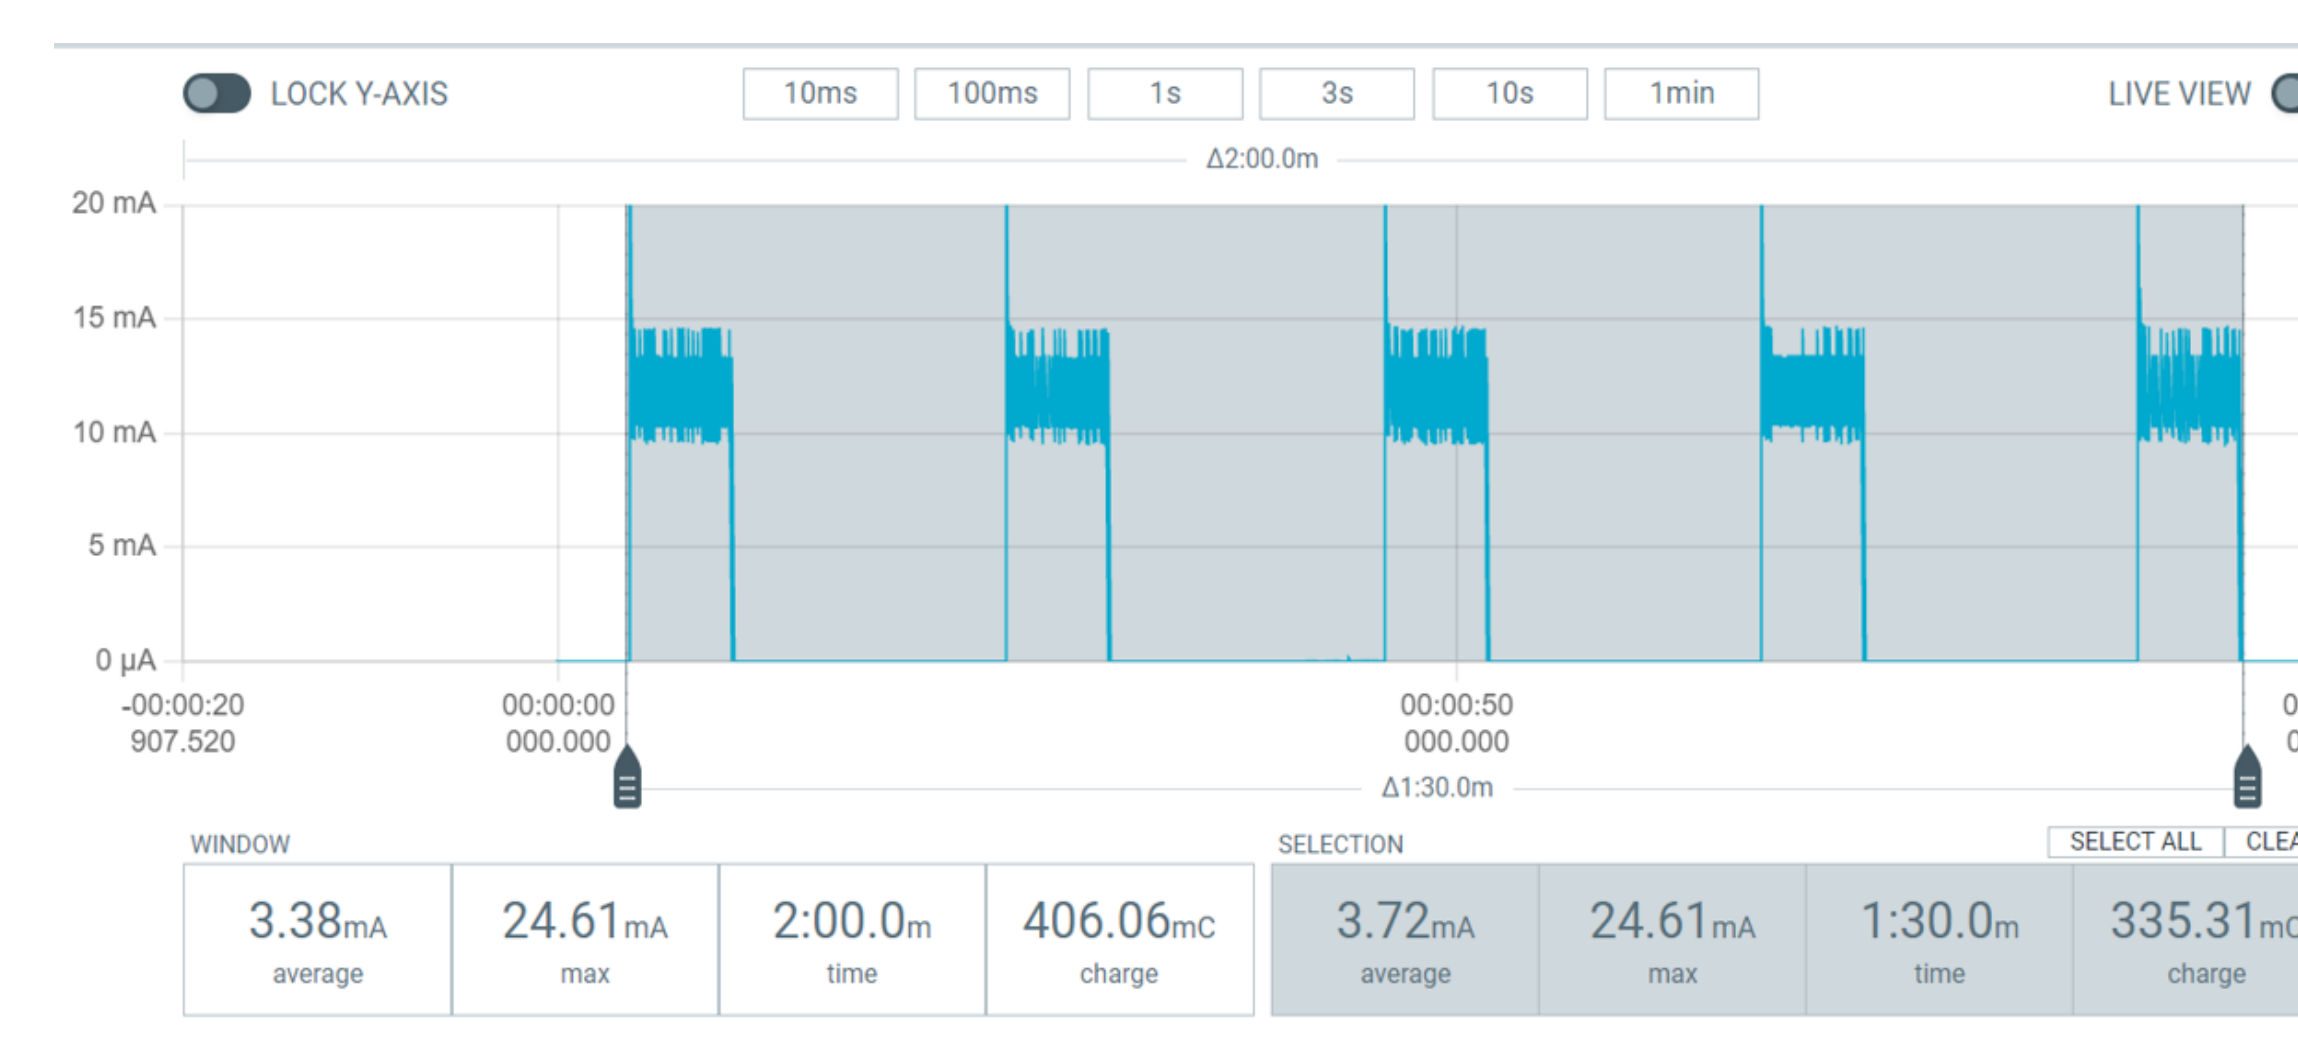 LOCK Y-AXIS 10ms 100ms 1s 3s 10s 1min LIVE VIEW
Δ2:00.0m
20 mA
15 mA
10 mA
5 mA
0 µA
-00:00:20 00:00:00 00:00:50
907.520 000.000 000.000
Δ1:30.0m
WINDOW SELECTION SELECT ALL CLEA
3.38mA 24.61mA 2:00.0m 406.06mC 3.72mA 24.61mA 1:30.0m 335.31mC
average max time charge average max time charge